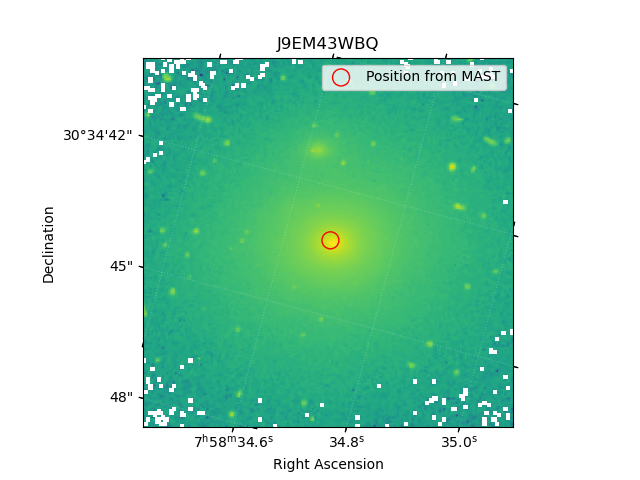 J9EM43WBQ
Position from MAST
30°34'42"
45"
48"
Declination
7ʰ58ᵐ34.6ˢ
34.8ˢ
35.0ˢ
Right Ascension